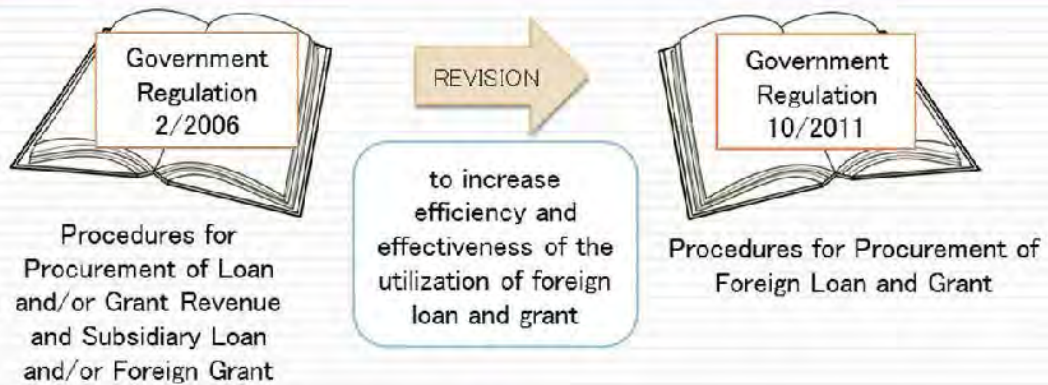 Government
Regulation
2/2006
REVISION
Government
Regulation
10/2011
to increase
efficiency and
effectiveness of the
utilization of foreign
loan and grant
Procedures for
Procurement of Loan
and/or Grant Revenue
and Subsidiary Loan
and/or Foreign Grant
Procedures for Procurement of
Foreign Loan and Grant